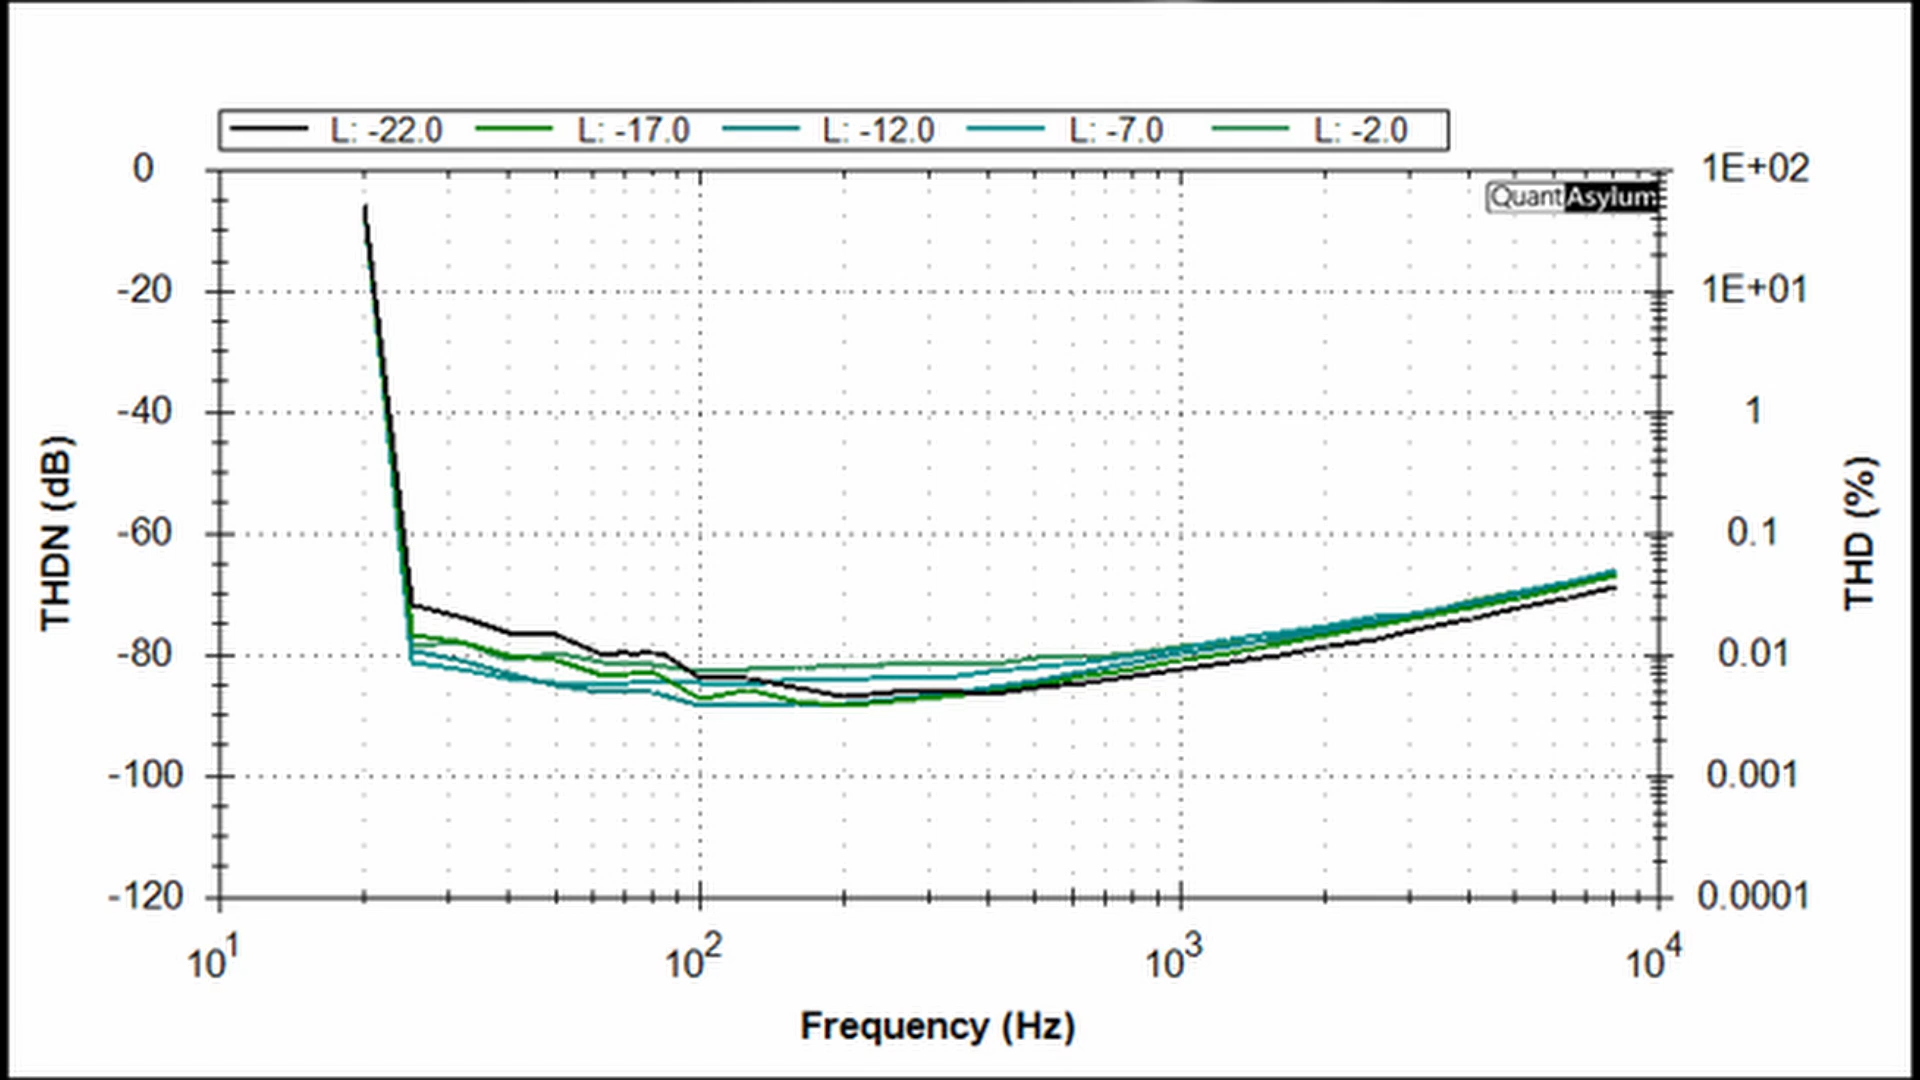 L: -22.0 L: -17.0 L: -12.0 L: -7.0 L: -2.0
0 1E+02
QuantAsylum
-20 1E+01
-40 1
THDN (dB) THD (%)
-60 0.1
-80 0.01
-100 0.001
-120 0.0001
10¹ 10² 10³ 10⁴
Frequency (Hz)